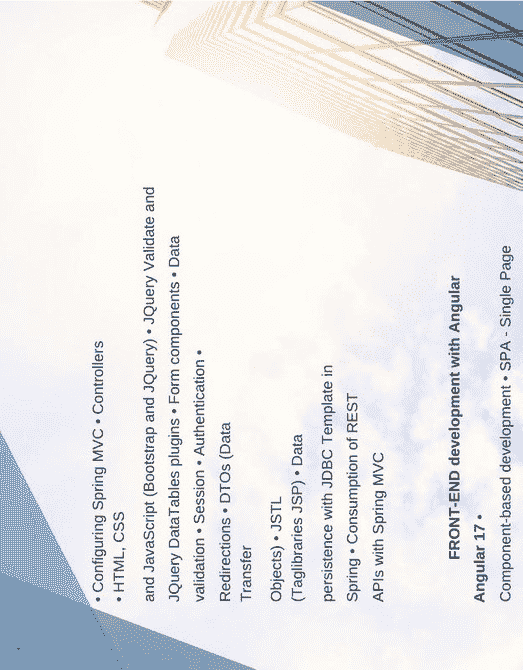 • Configuring Spring MVC • Controllers
• HTML, CSS
and JavaScript (Bootstrap and JQuery) • JQuery Validate and
JQuery DataTables plugins • Form components • Data
validation • Session • Authentication •
Redirections • DTOs (Data
Transfer
Objects) • JSTL
(Taglibraries JSP) • Data
persistence with JDBC Template in
Spring • Consumption of REST
APIs with Spring MVC
FRONT-END development with Angular
Angular 17 •
Component-based development • SPA - Single Page